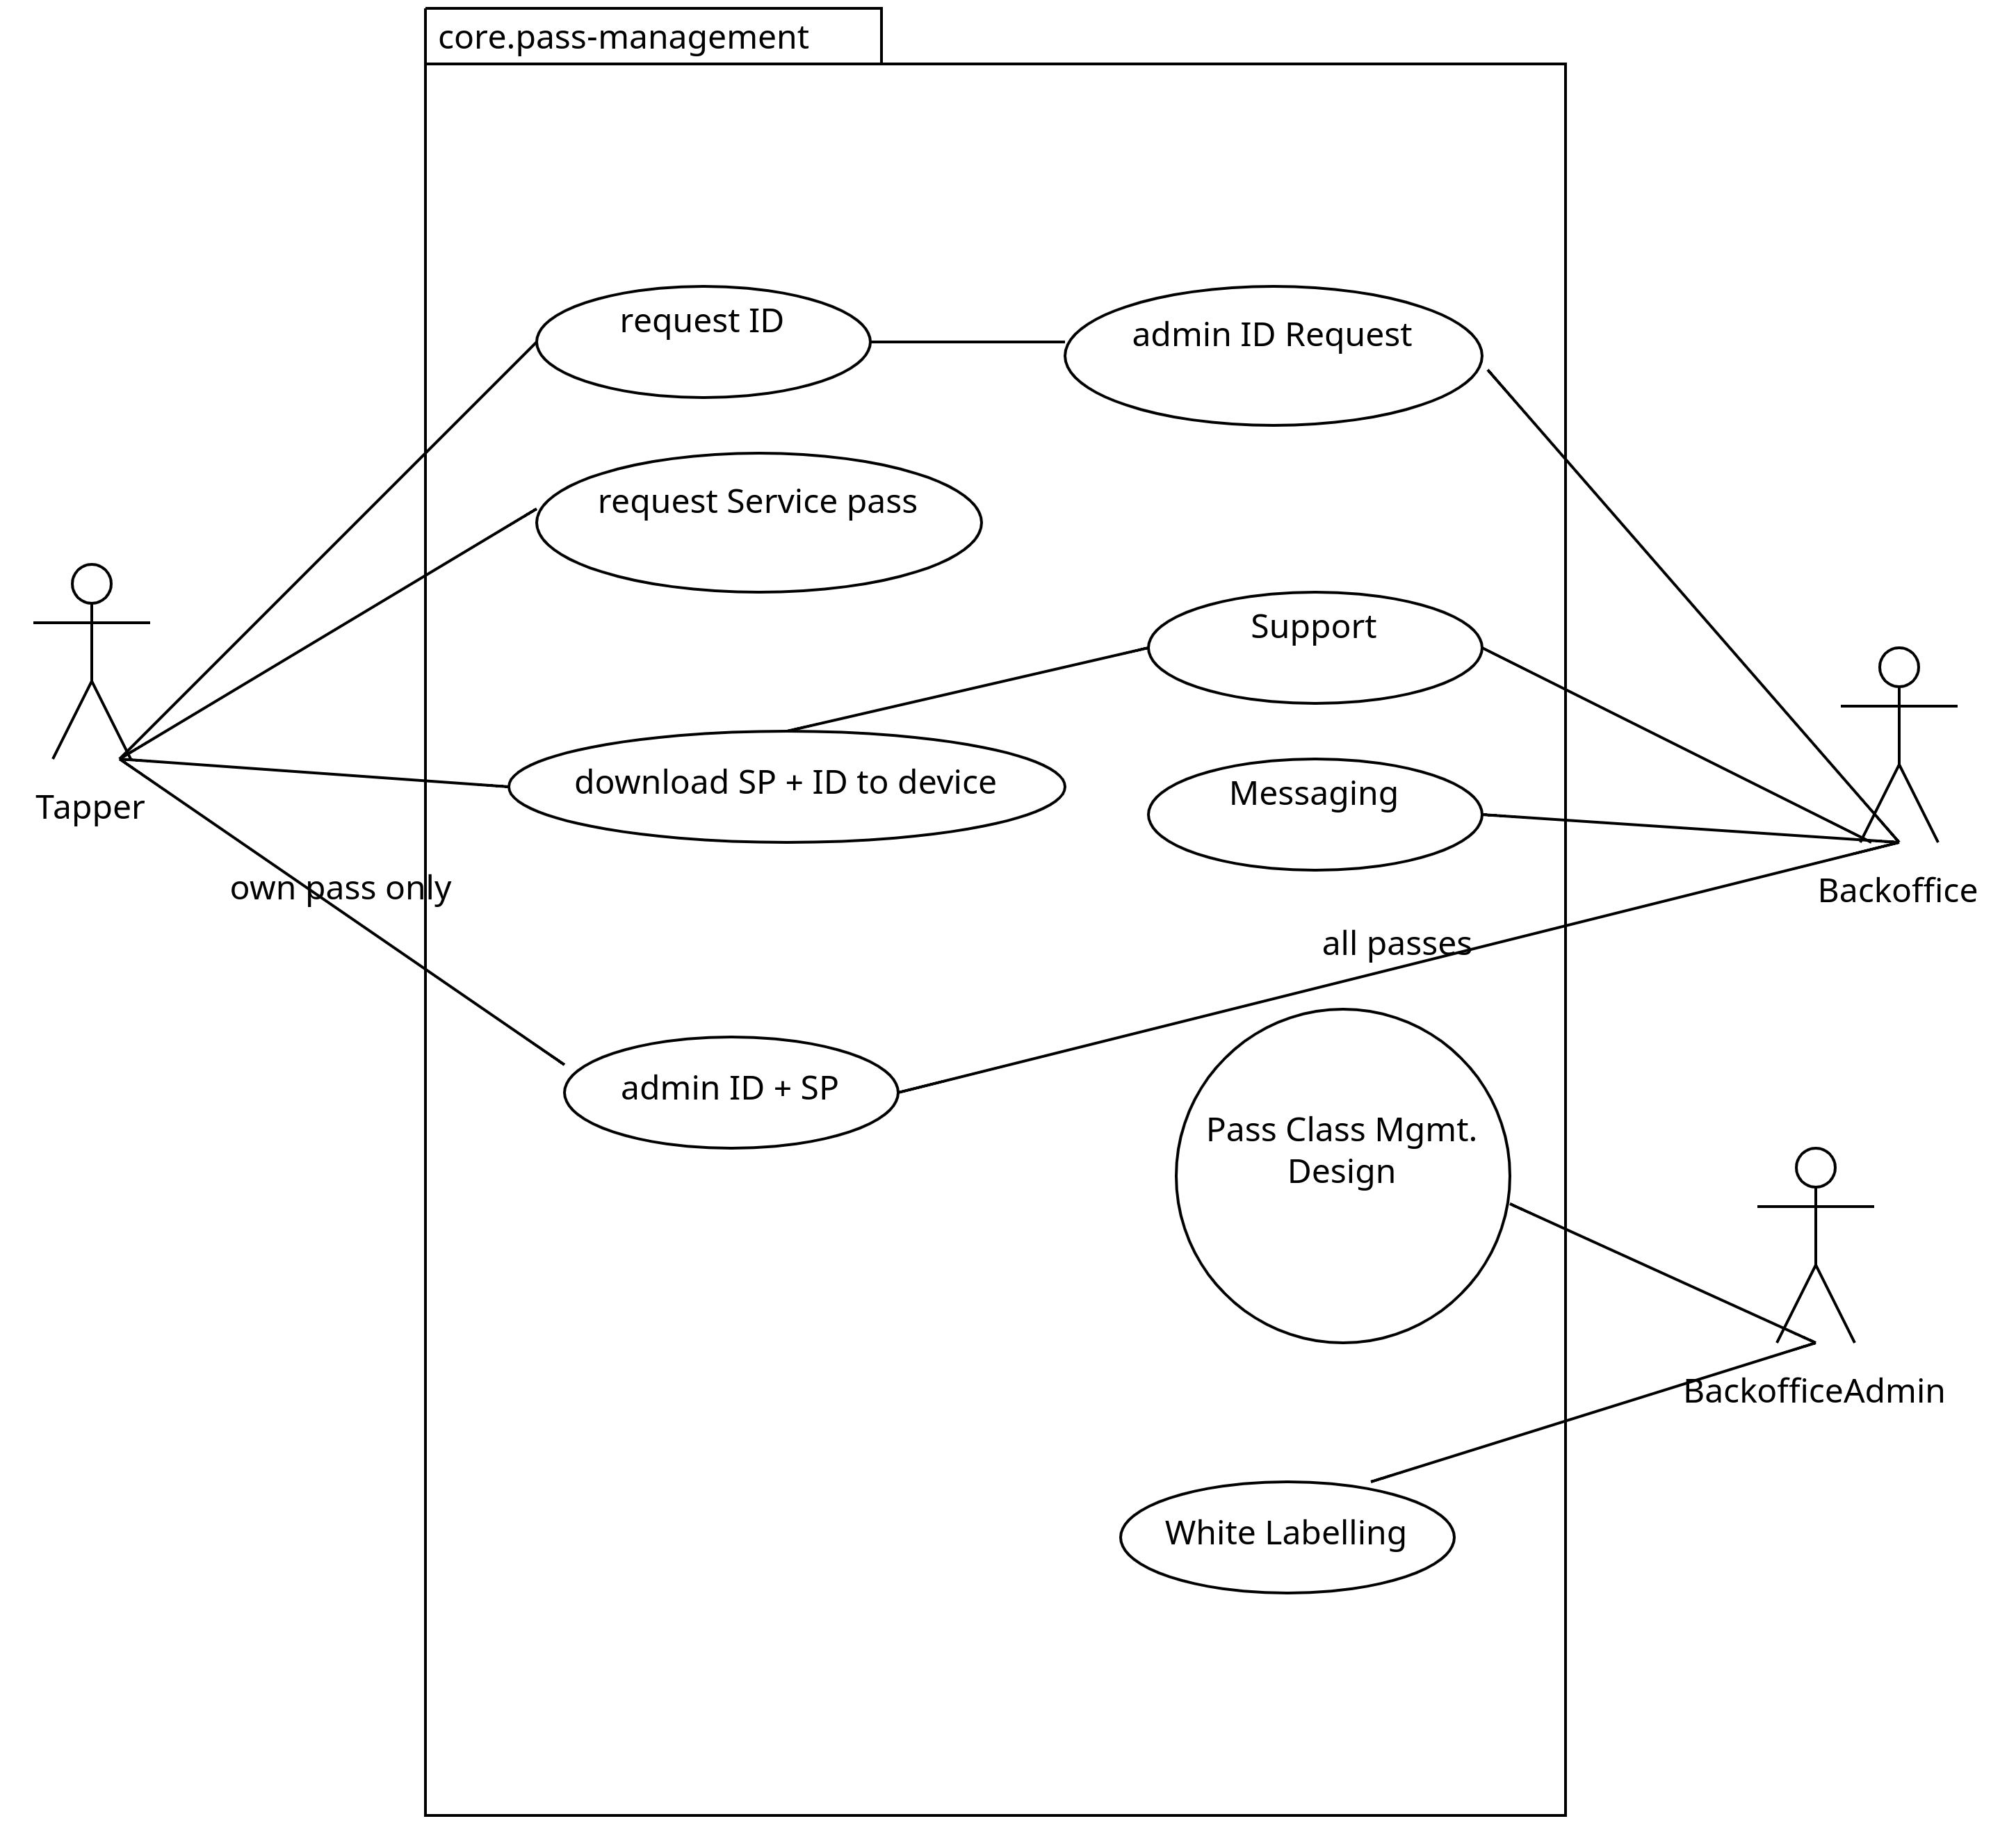 core.pass-management
request ID
admin ID Request
request Service pass
Support
download SP + ID to device
Messaging
Tapper
Backoffice
own pass only
all passes
admin ID + SP
Pass Class Mgmt.
Design
BackofficeAdmin
White Labelling